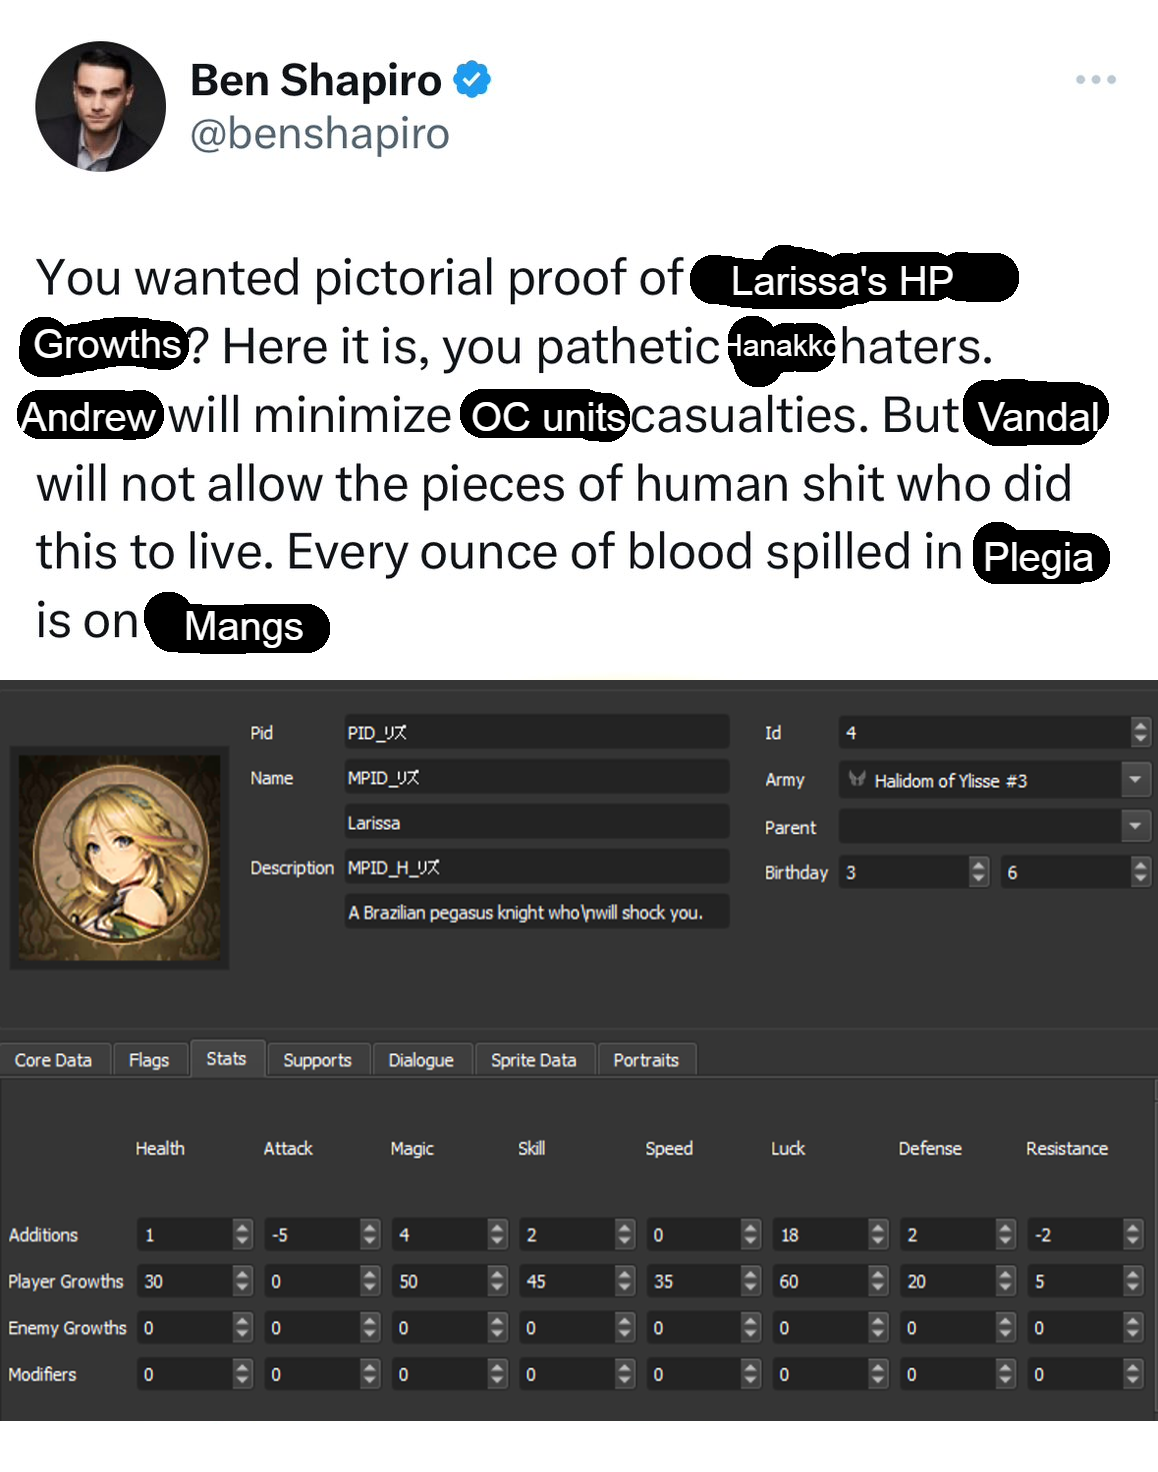 Ben Shapiro
@benshapiro
You wanted pictorial proof of Larissa's HP
Growths? Here it is, you pathetic Hanakko haters.
Andrew will minimize OC units casualties. But Vandal
will not allow the pieces of human shit who did
this to live. Every ounce of blood spilled in Plegia
is on Mangs
Pid PID_リズ Id 4
Name MPID_リズ Army Halidom of Ylisse #3
Larissa Parent
Description MPID_H_リズ Birthday 3 6
A Brazilian pegasus knight who\nwill shock you.
Core Data Flags Stats Supports Dialogue Sprite Data Portraits
Health Attack Magic Skill Speed Luck Defense Resistance
Additions 1 -5 4 2 0 18 2 -2
Player Growths 30 0 50 45 35 60 20 5
Enemy Growths 0 0 0 0 0 0 0 0
Modifiers 0 0 0 0 0 0 0 0